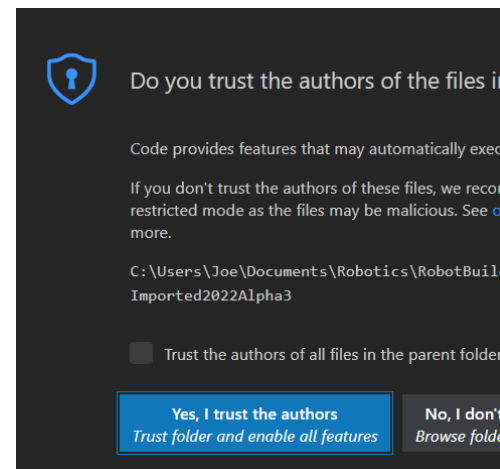 Do you trust the authors of the files i
Code provides features that may automatically exec
If you don't trust the authors of these files, we reco
restricted mode as the files may be malicious. See o
more.
C:\Users\Joe\Documents\Robotics\RobotBuil
Imported2022Alpha3
Trust the authors of all files in the parent folder
Yes, I trust the authors
Trust folder and enable all features
No, I don't
Browse folde